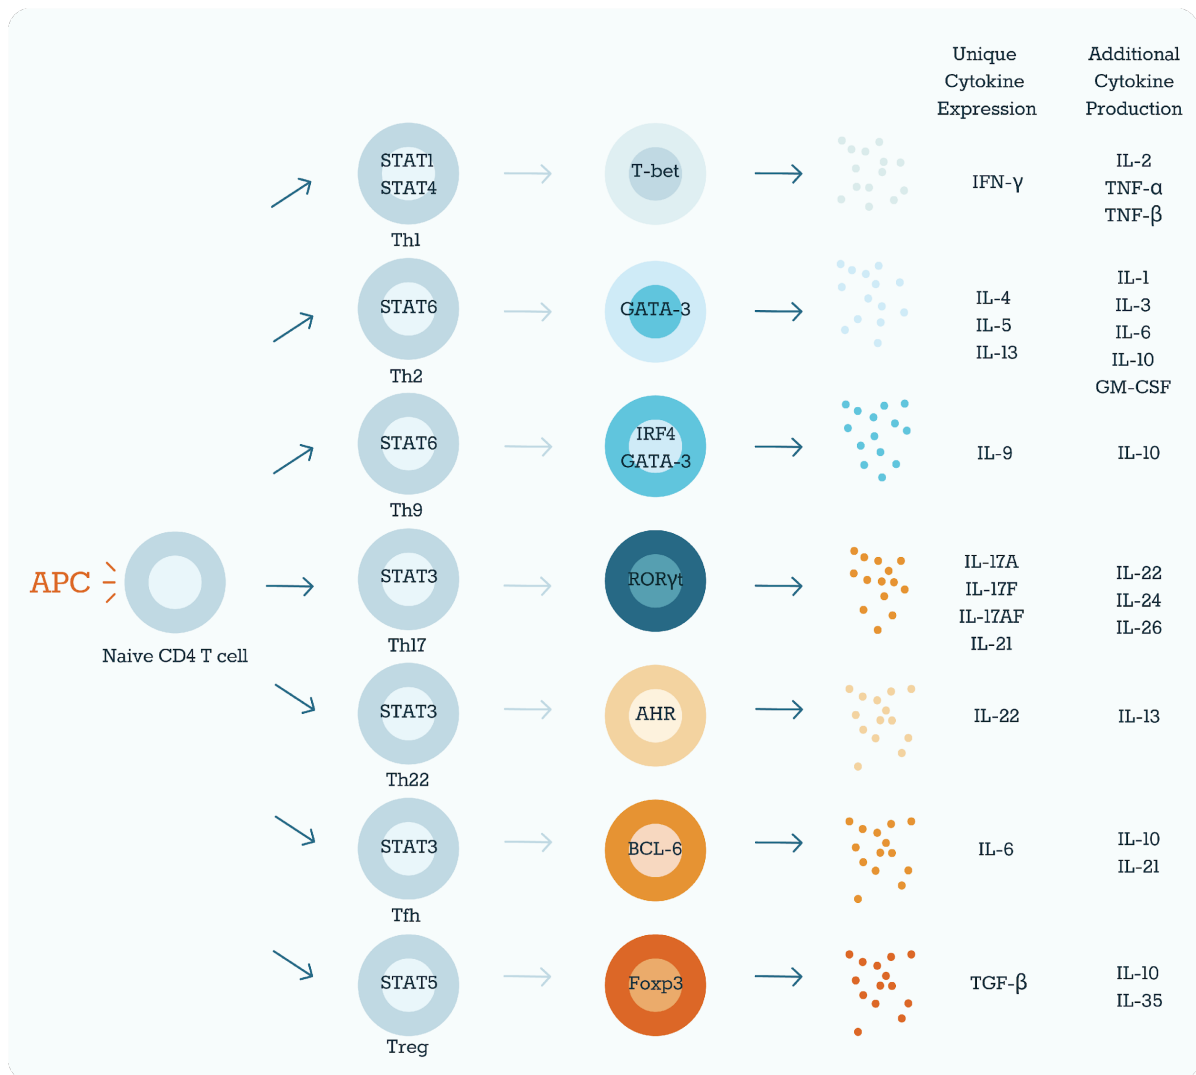 Unique
Cytokine
Expression
Additional
Cytokine
Production
STAT1
STAT4
Th1
T-bet
IFN-γ
IL-2
TNF-α
TNF-β
STAT6
Th2
GATA-3
IL-4
IL-5
IL-13
IL-1
IL-3
IL-6
IL-10
GM-CSF
STAT6
Th9
IRF4
GATA-3
IL-9
IL-10
APC
Naive CD4 T cell
STAT3
Th17
RORγt
IL-17A
IL-17F
IL-17AF
IL-21
IL-22
IL-24
IL-26
STAT3
Th22
AHR
IL-22
IL-13
STAT3
Tfh
BCL-6
IL-6
IL-10
IL-21
STAT5
Treg
Foxp3
TGF-β
IL-10
IL-35